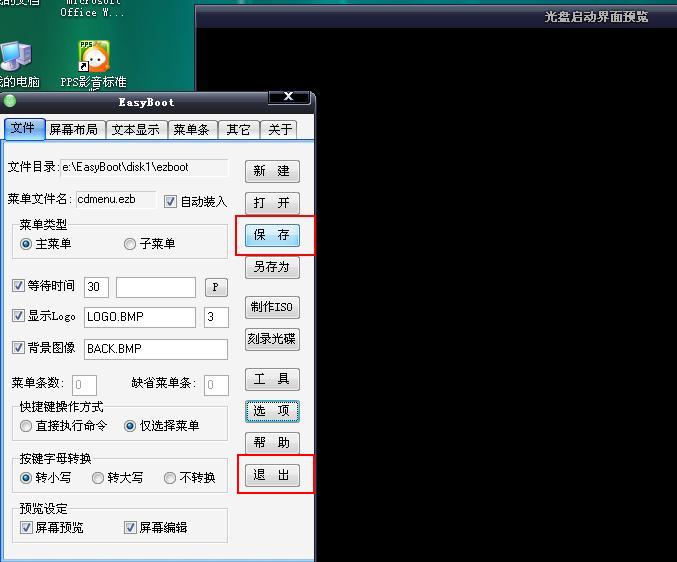 的文档
Microsoft
Office W...
光盘启动界面预览
我的电脑
PPS影音标准
EasyBoot
X
文件 屏幕布局 文本显示 菜单条 其它 关于
文件目录: e:\EasyBoot\disk1\ezboot 新 建
菜单文件名: cdmenu.ezb 自动装入 打 开
菜单类型 保 存
主菜单 子菜单
另存为
等待时间 30 P
制作ISO
显示Logo LOGO.BMP 3
刻录光碟
背景图像 BACK.BMP
菜单条数: 0 缺省菜单条: 0 工 具
快捷键操作方式 选 项
直接执行命令 仅选择菜单
帮 助
按键字母转换
转小写 转大写 不转换 退 出
预览设定
屏幕预览 屏幕编辑